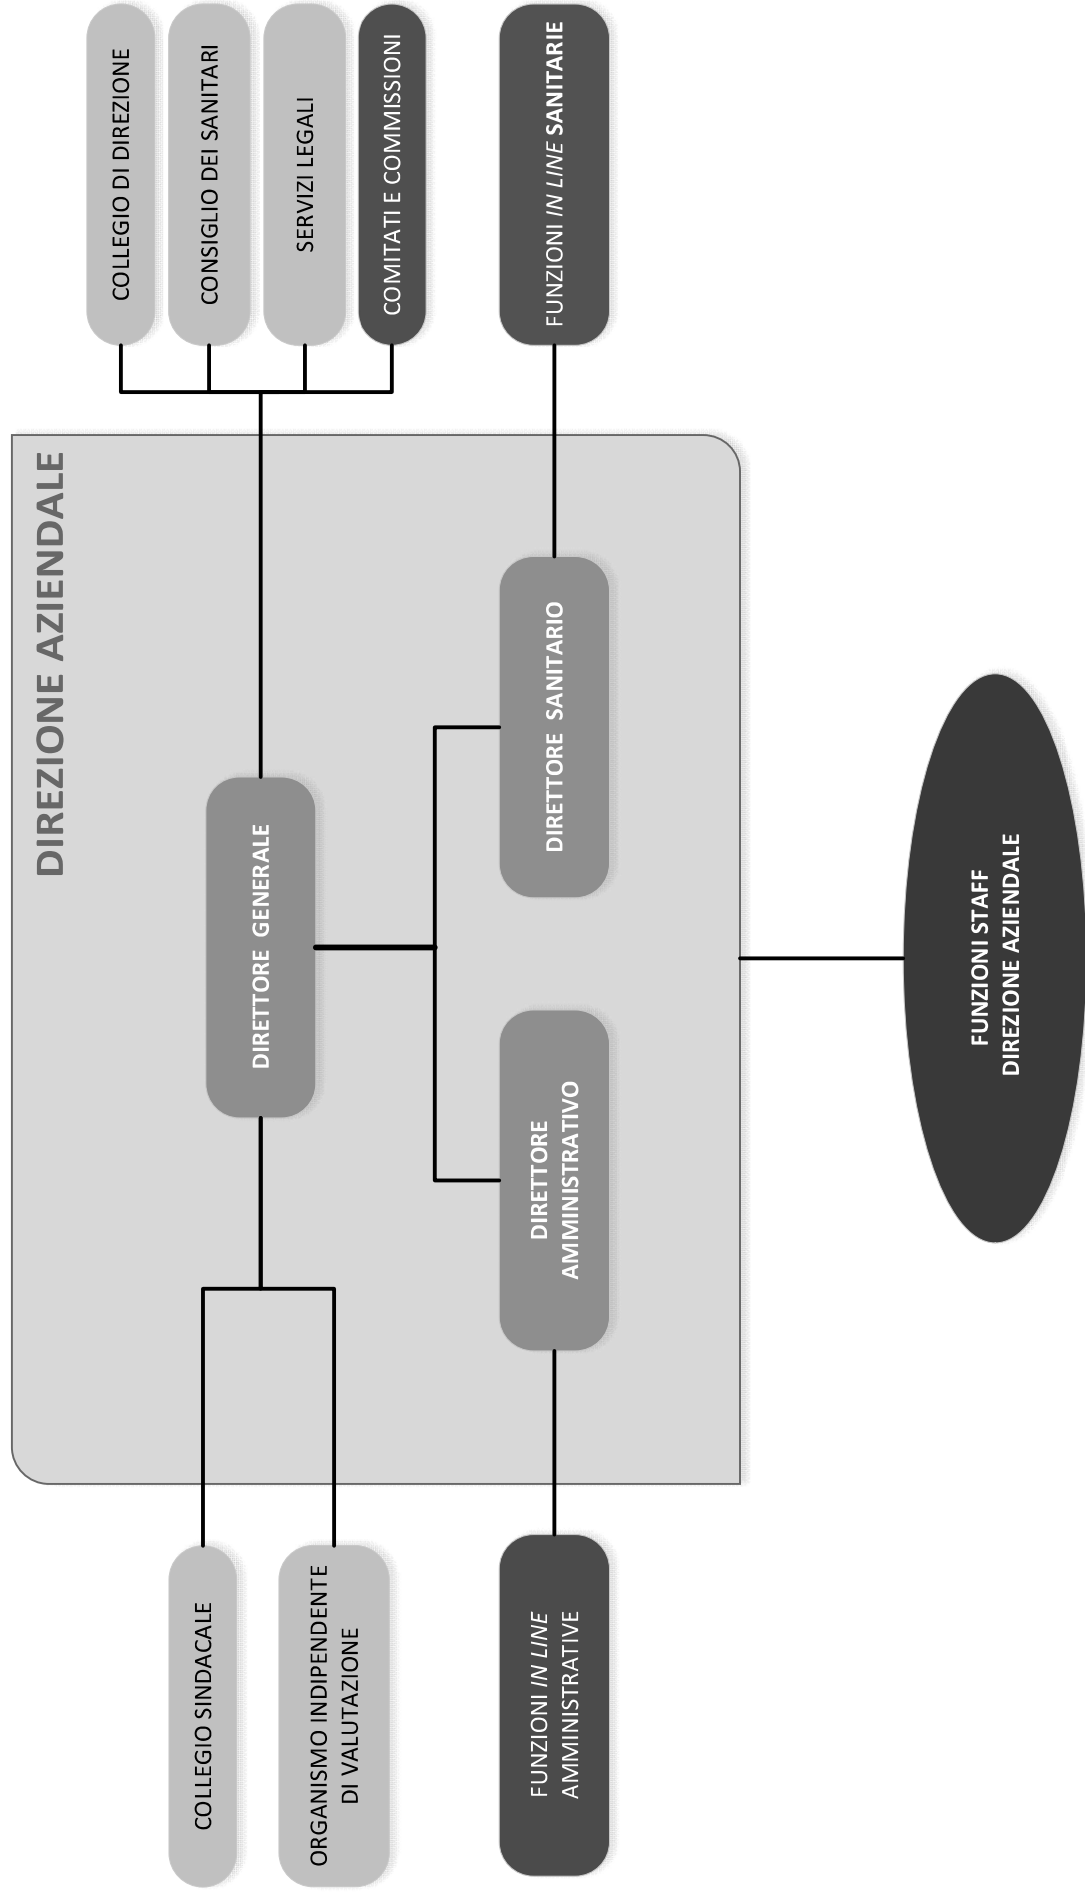 DIREZIONE AZIENDALE
COLLEGIO DI DIREZIONE
CONSIGLIO DEI SANITARI
SERVIZI LEGALI
COMITATI E COMMISSIONI
COLLEGIO SINDACALE
ORGANISMO INDIPENDENTE
DI VALUTAZIONE
DIRETTORE GENERALE
FUNZIONI IN LINE
AMMINISTRATIVE
DIRETTORE
AMMINISTRATIVO
DIRETTORE SANITARIO
FUNZIONI IN LINE SANITARIE
FUNZIONI STAFF
DIREZIONE AZIENDALE